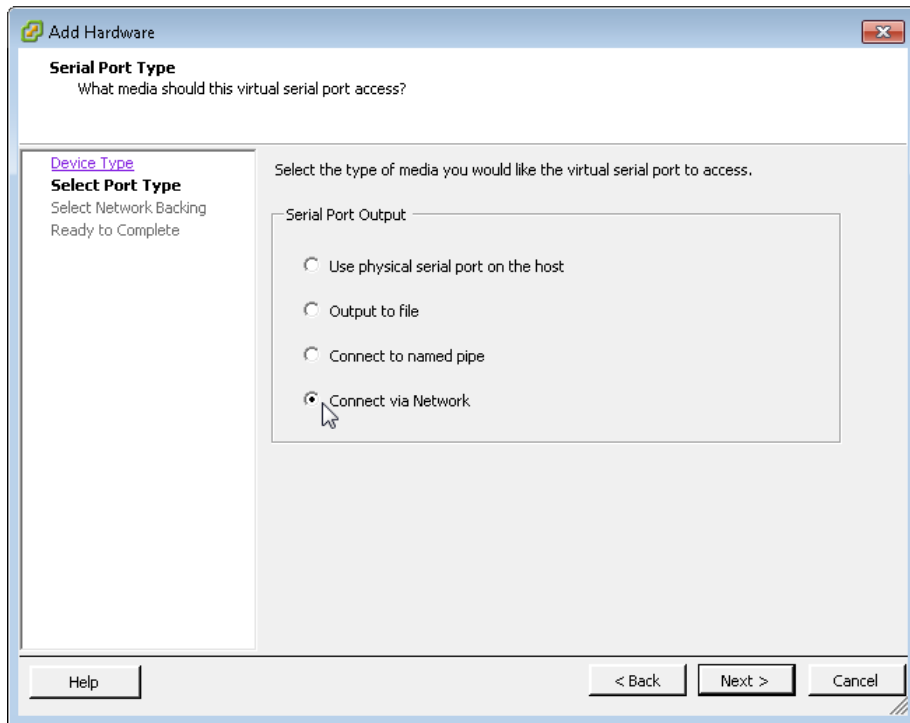 Add Hardware
Serial Port Type
What media should this virtual serial port access?
Device Type
Select Port Type
Select Network Backing
Ready to Complete
Select the type of media you would like the virtual serial port to access.
Serial Port Output
Use physical serial port on the host
Output to file
Connect to named pipe
Connect via Network
Help
< Back
Next >
Cancel